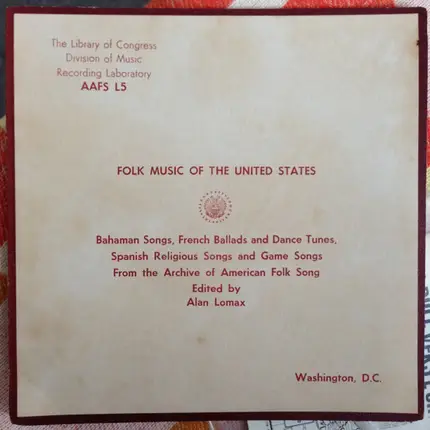 The Library of Congress
Division of Music
Recording Laboratory
AAFS L5
FOLK MUSIC OF THE UNITED STATES
Bahaman Songs, French Ballads and Dance Tunes,
Spanish Religious Songs and Game Songs
From the Archive of American Folk Song
Edited by
Alan Lomax
Washington, D.C.